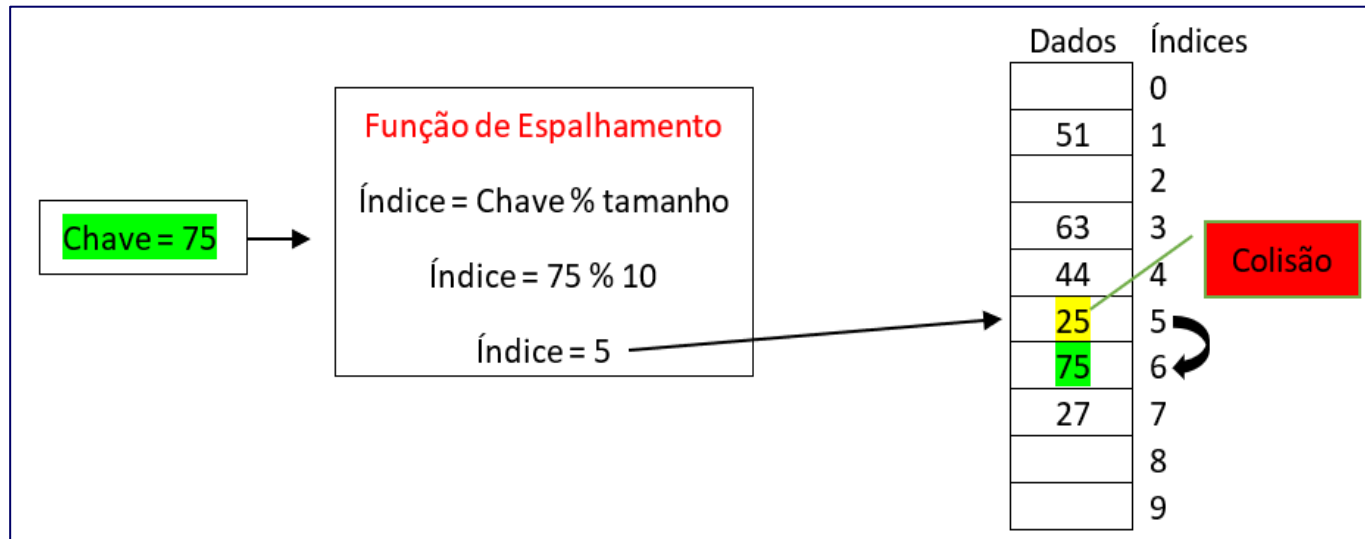 Chave = 75
Função de Espalhamento
Índice = Chave % tamanho
Índice = 75 % 10
Índice = 5
Dados Índices
0
51 1
2
63 3
44 4
25 5
75 6
27 7
8
9
Colisão